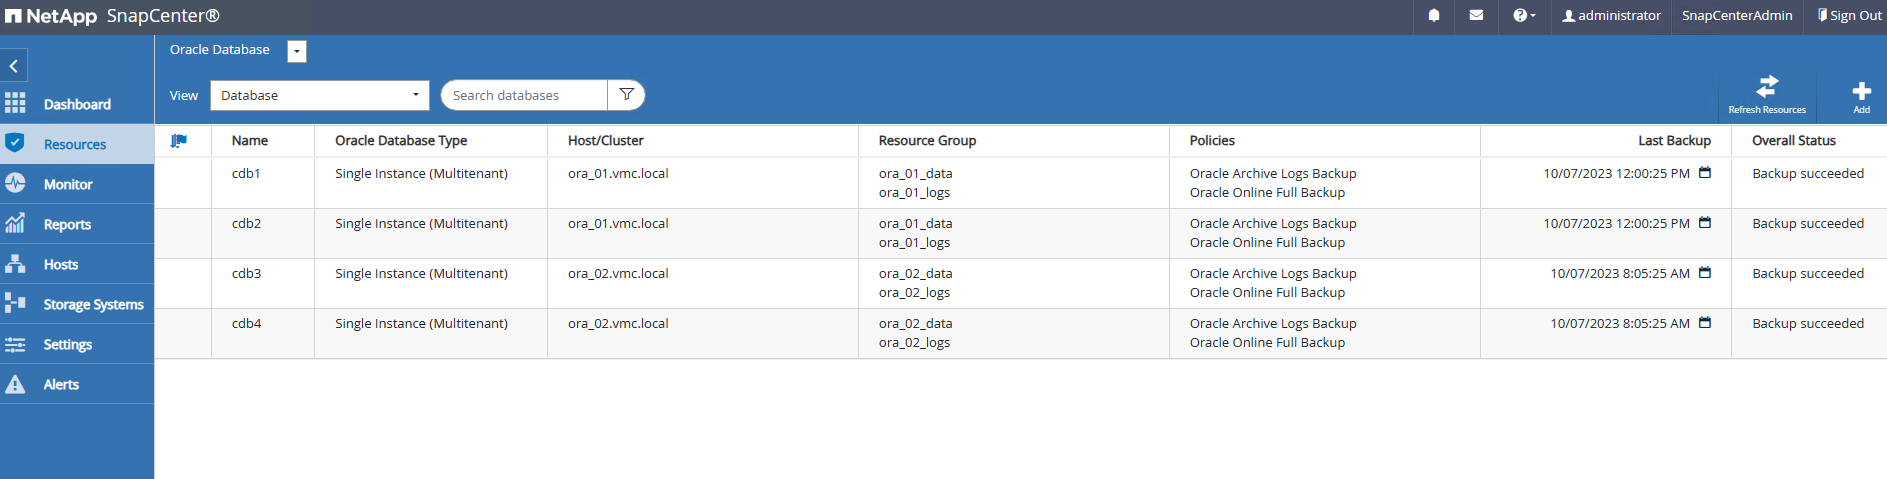 NetApp SnapCenter®
administrator SnapCenterAdmin Sign Out
Oracle Database
View Database Search databases
Refresh Resources Add
Dashboard
Resources
Monitor
Reports
Hosts
Storage Systems
Settings
Alerts
Name Oracle Database Type Host/Cluster Resource Group Policies Last Backup Overall Status
cdb1 Single Instance (Multitenant) ora_01.vmc.local ora_01_data Oracle Archive Logs Backup 10/07/2023 12:00:25 PM Backup succeeded
ora_01_logs Oracle Online Full Backup
cdb2 Single Instance (Multitenant) ora_01.vmc.local ora_01_data Oracle Archive Logs Backup 10/07/2023 12:00:25 PM Backup succeeded
ora_01_logs Oracle Online Full Backup
cdb3 Single Instance (Multitenant) ora_02.vmc.local ora_02_data Oracle Archive Logs Backup 10/07/2023 8:05:25 AM Backup succeeded
ora_02_logs Oracle Online Full Backup
cdb4 Single Instance (Multitenant) ora_02.vmc.local ora_02_data Oracle Archive Logs Backup 10/07/2023 8:05:25 AM Backup succeeded
ora_02_logs Oracle Online Full Backup